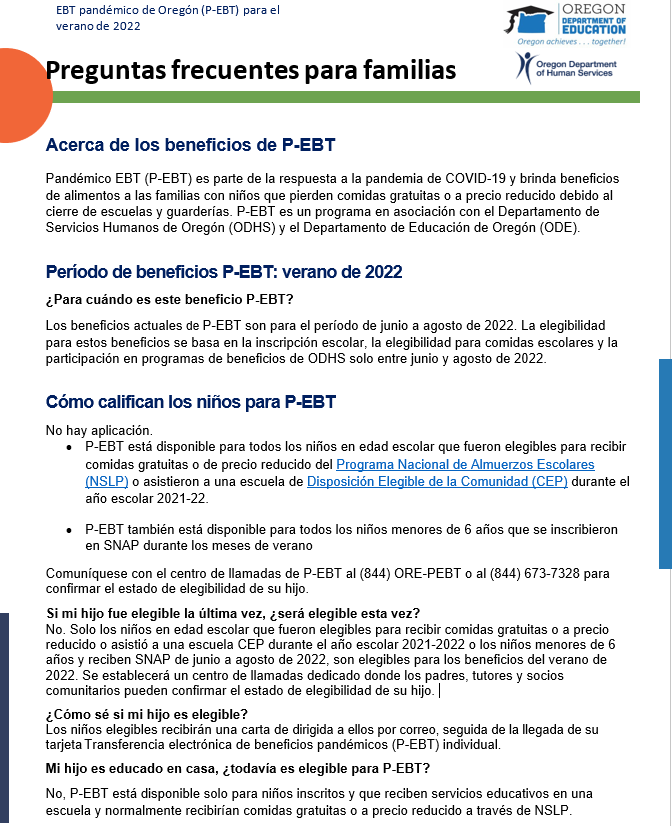 EBT pandémico de Oregón (P-EBT) para el
verano de 2022
OREGON
DEPARTMENT OF
EDUCATION
Oregon achieves . . . together!
Oregon Department
of Human Services
Preguntas frecuentes para familias
Acerca de los beneficios de P-EBT
Pandémico EBT (P-EBT) es parte de la respuesta a la pandemia de COVID-19 y brinda beneficios
de alimentos a las familias con niños que pierden comidas gratuitas o a precio reducido debido al
cierre de escuelas y guarderías. P-EBT es un programa en asociación con el Departamento de
Servicios Humanos de Oregón (ODHS) y el Departamento de Educación de Oregón (ODE).
Período de beneficios P-EBT: verano de 2022
¿Para cuándo es este beneficio P-EBT?
Los beneficios actuales de P-EBT son para el período de junio a agosto de 2022. La elegibilidad
para estos beneficios se basa en la inscripción escolar, la elegibilidad para comidas escolares y la
participación en programas de beneficios de ODHS solo entre junio y agosto de 2022.
Cómo califican los niños para P-EBT
No hay aplicación.
• P-EBT está disponible para todos los niños en edad escolar que fueron elegibles para recibir
comidas gratuitas o de precio reducido del Programa Nacional de Almuerzos Escolares
(NSLP) o asistieron a una escuela de Disposición Elegible de la Comunidad (CEP) durante el
año escolar 2021-22.
• P-EBT también está disponible para todos los niños menores de 6 años que se inscribieron
en SNAP durante los meses de verano
Comuníquese con el centro de llamadas de P-EBT al (844) ORE-PEBT o al (844) 673-7328 para
confirmar el estado de elegibilidad de su hijo.
Si mi hijo fue elegible la última vez, ¿será elegible esta vez?
No. Solo los niños en edad escolar que fueron elegibles para recibir comidas gratuitas o a precio
reducido o asistió a una escuela CEP durante el año escolar 2021-2022 o los niños menores de 6
años y reciben SNAP de junio a agosto de 2022, son elegibles para los beneficios del verano de
2022. Se establecerá un centro de llamadas dedicado donde los padres, tutores y socios
comunitarios pueden confirmar el estado de elegibilidad de su hijo.
¿Cómo sé si mi hijo es elegible?
Los niños elegibles recibirán una carta de dirigida a ellos por correo, seguida de la llegada de su
tarjeta Transferencia electrónica de beneficios pandémicos (P-EBT) individual.
Mi hijo es educado en casa, ¿todavía es elegible para P-EBT?
No, P-EBT está disponible solo para niños inscritos y que reciben servicios educativos en una
escuela y normalmente recibirían comidas gratuitas o a precio reducido a través de NSLP.